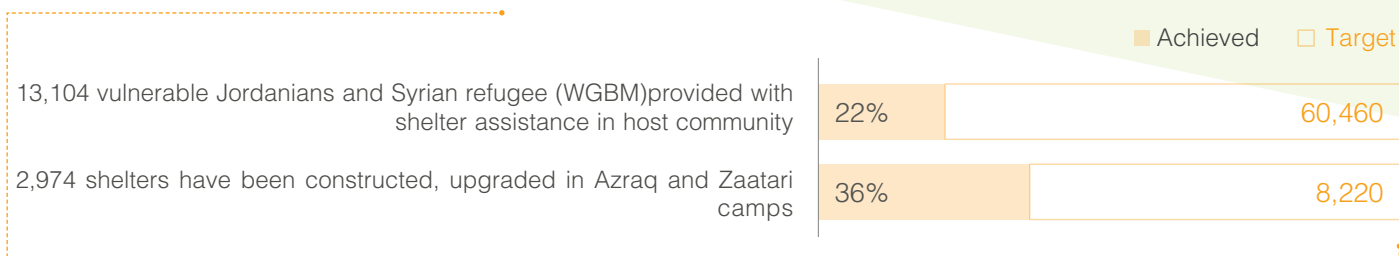 Achieved Target
13,104 vulnerable Jordanians and Syrian refugee (WGBM)provided with
shelter assistance in host community
22% 60,460
2,974 shelters have been constructed, upgraded in Azraq and Zaatari
camps
36% 8,220